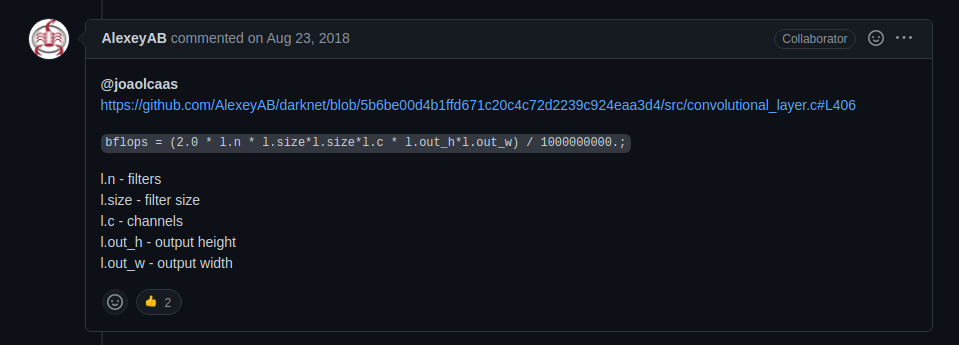 AlexeyAB commented on Aug 23, 2018 Collaborator
@joaolcaas
https://github.com/AlexeyAB/darknet/blob/5b6be00d4b1ffd671c20c4c72d2239c924eaa3d4/src/convolutional_layer.c#L406
bflops = (2.0 * l.n * l.size*l.size*l.c * l.out_h*l.out_w) / 1000000000.;
l.n - filters
l.size - filter size
l.c - channels
l.out_h - output height
l.out_w - output width
2